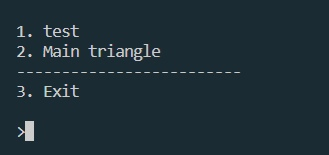 1. test
2. Main triangle
-------------------------
3. Exit
>